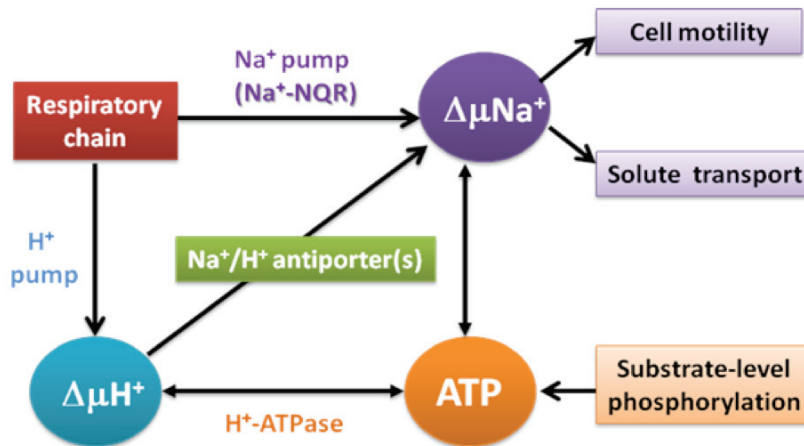 Cell motility
Na⁺ pump
(Na⁺-NQR)
Respiratory
chain
ΔμNa⁺
Solute transport
H⁺
pump
Na⁺/H⁺ antiporter(s)
ΔμH⁺
ATP
Substrate-level
phosphorylation
H⁺-ATPase